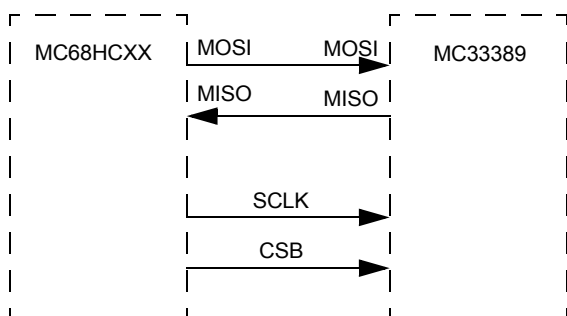 MC68HCXX MOSI MOSI MC33389
MISO MISO
SCLK
CSB